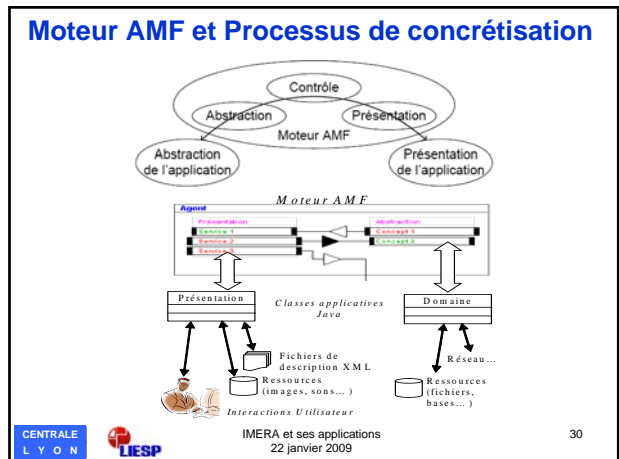 Moteur AMF et Processus de concrétisation
Contrôle
Abstraction
Présentation
Moteur AMF
Abstraction
de l'application
Présentation
de l'application
Moteur AMF
Agent
Présentation
Abstraction
Service 1
Concept 1
Service 2
Concept 2
Service 3
Présentation
Classes applicatives
Java
Domaine
Fichiers de
description XML
Ressources
(images, sons... )
Interactions Utilisateur
Réseau...
Ressources
(fichiers,
bases... )
CENTRALE
LYON
LIESP
IMERA et ses applications
22 janvier 2009
30